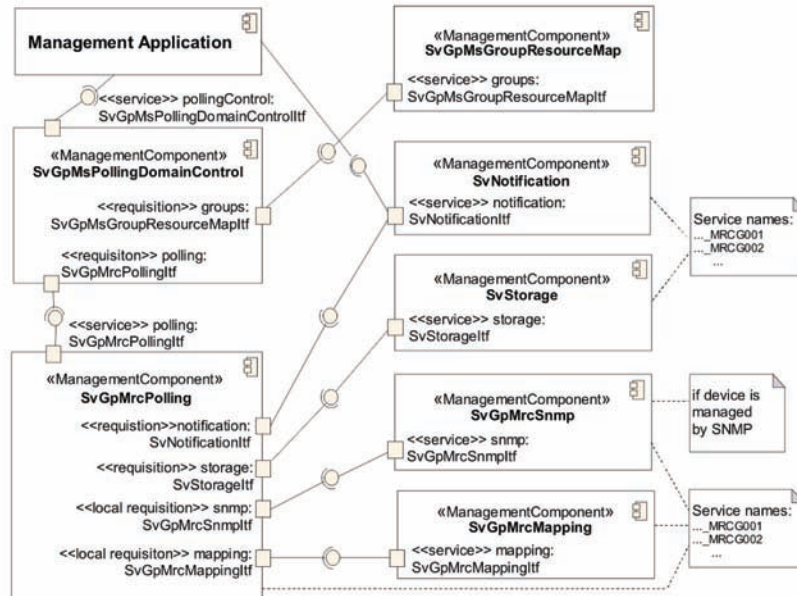 Management Application
<<service>> pollingControl:
SvGpMsPollingDomainControlItf
«ManagementComponent»
SvGpMsPollingDomainControl
<<requisition>> groups:
SvGpMsGroupResourceMapItf
<<requisiton>> polling:
SvGpMrcPollingItf
<<service>> polling:
SvGpMrcPollingItf
«ManagementComponent»
SvGpMrcPolling
<<requistion>>notification:
SvNotificationItf
<<requisition>> storage:
SvStorageItf
<<local requisition>> snmp:
SvGpMrcSnmpItf
<<local requisiton>> mapping:
SvGpMrcMappingItf
«ManagementComponent»
SvGpMsGroupResourceMap
<<service>> groups:
SvGpMsGroupResourceMapItf
«ManagementComponent»
SvNotification
<<service>> notification:
SvNotificationItf
«ManagementComponent»
SvStorage
<<service>> storage:
SvStorageItf
«ManagementComponent»
SvGpMrcSnmp
<<service>> snmp:
SvGpMrcSnmpItf
«ManagementComponent»
SvGpMrcMapping
<<service>> mapping:
SvGpMrcMappingItf
Service names:
..._MRCG001
..._MRCG002
...
if device is
managed
by SNMP
Service names:
..._MRCG001
..._MRCG002
...